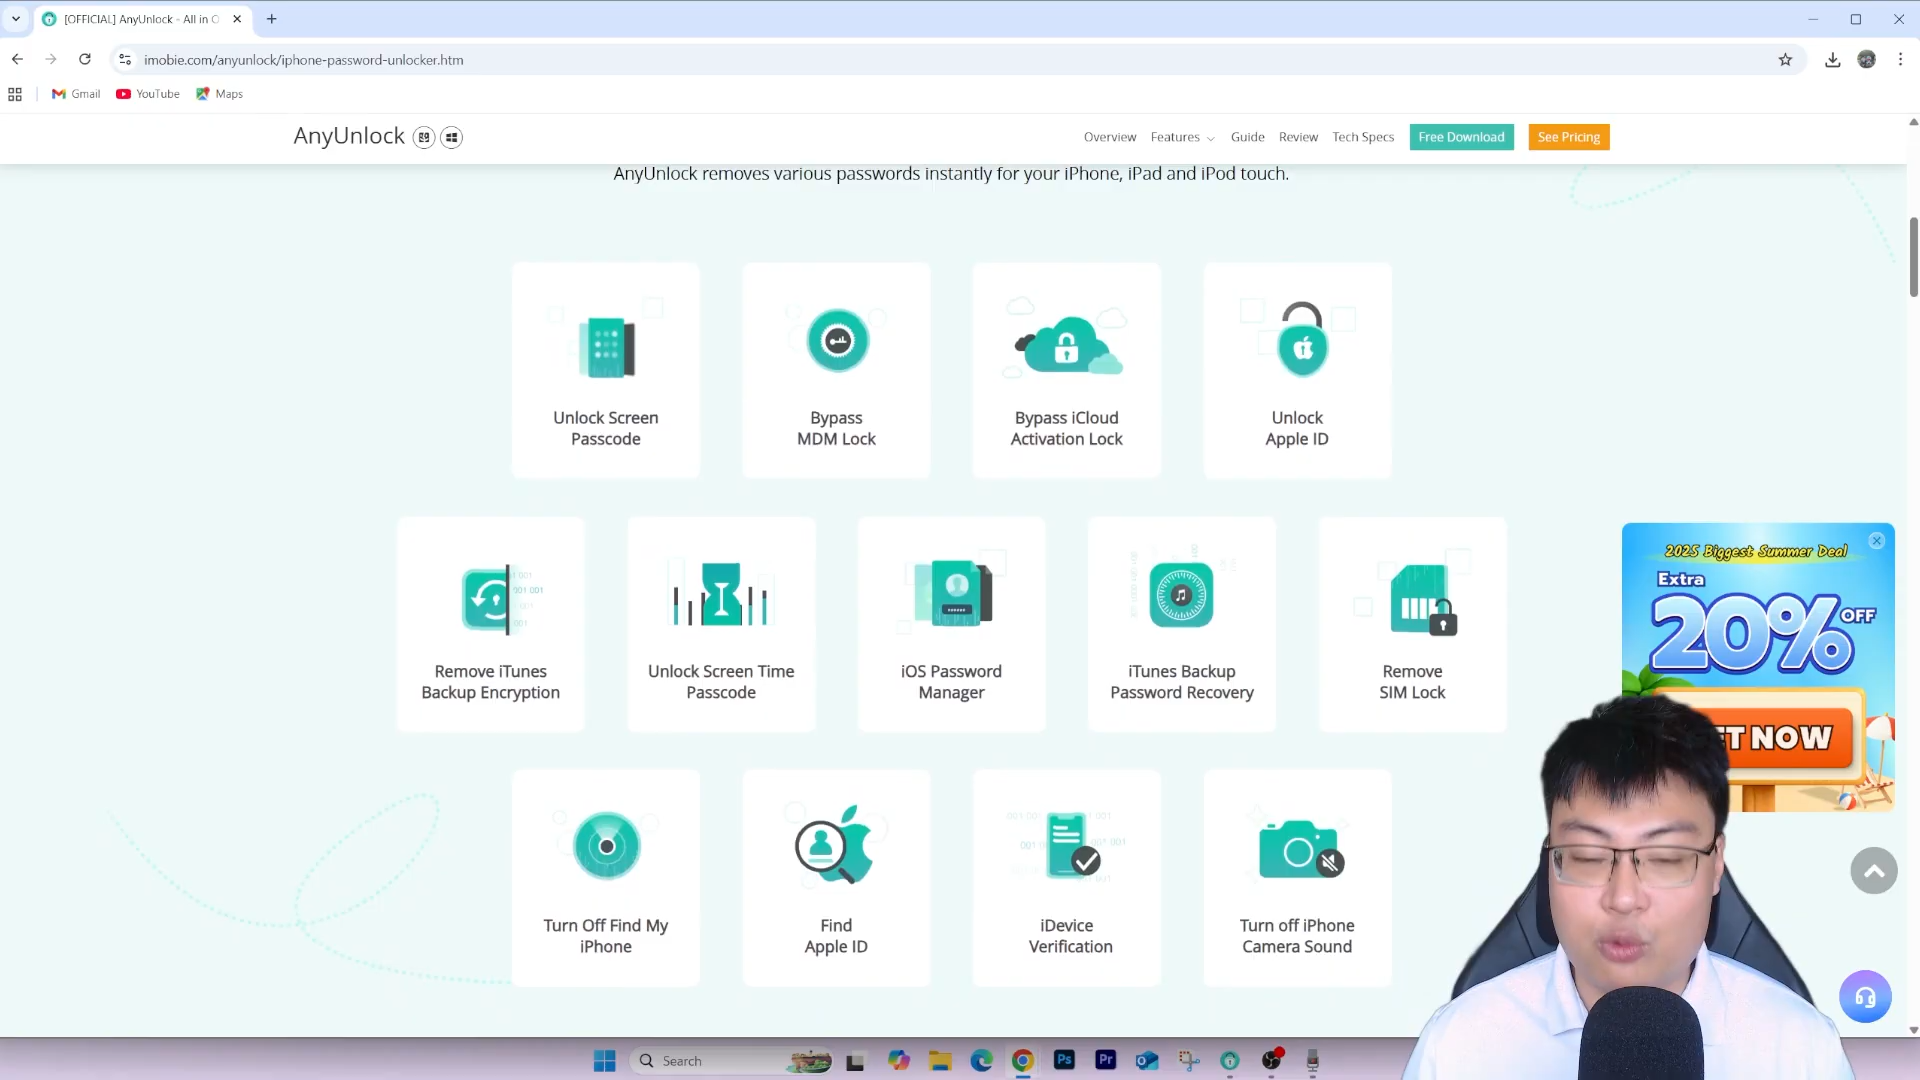 [OFFICIAL] AnyUnlock - All in O
imobie.com/anyunlock/iphone-password-unlocker.htm
Gmail
YouTube
Maps
AnyUnlock
Overview
Features
Guide
Review
Tech Specs
Free Download
See Pricing
AnyUnlock removes various passwords instantly for your iPhone, iPad and iPod touch.
Unlock Screen
Passcode
Bypass
MDM Lock
Bypass iCloud
Activation Lock
Unlock
Apple ID
Remove iTunes
Backup Encryption
Unlock Screen Time
Passcode
iOS Password
Manager
iTunes Backup
Password Recovery
Remove
SIM Lock
2025 Biggest Summer Deal
Extra
20% OFF
ET NOW
Turn Off Find My
iPhone
Find
Apple ID
iDevice
Verification
Turn off iPhone
Camera Sound
Search
Ps
Pr